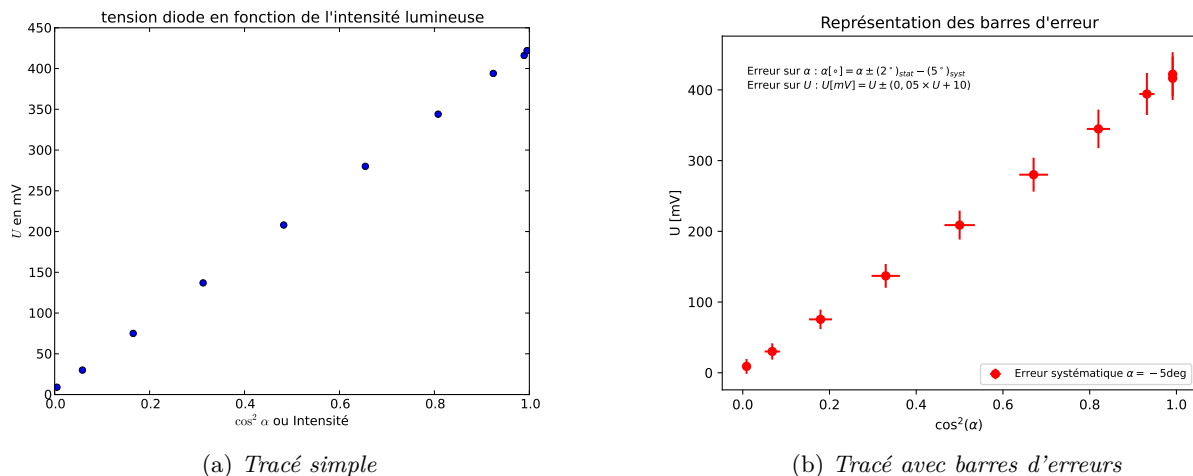 tension diode en fonction de l'intensité lumineuse
450
400
350
300
250
200
150
100
50
0
U en mV
0.0 0.2 0.4 0.6 0.8 1.0
cos² α ou Intensité
(a) Tracé simple
Représentation des barres d'erreur
Erreur sur α : α[∘] = α ± (2°)stat − (5°)syst
Erreur sur U : U[mV] = U ± (0, 05 × U + 10)
400
300
200
100
0
U [mV]
Erreur systématique α = − 5deg
0.0 0.2 0.4 0.6 0.8 1.0
cos²(α)
(b) Tracé avec barres d'erreurs